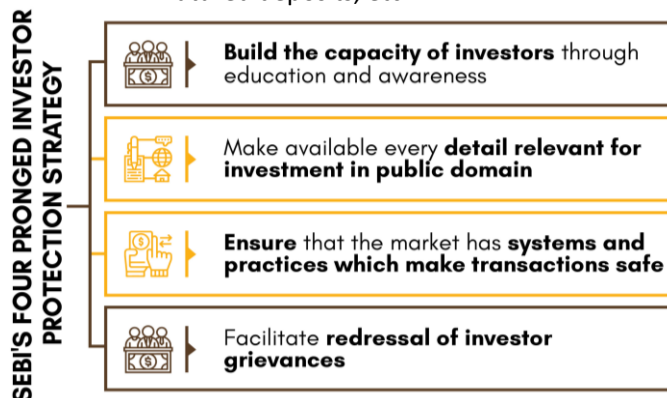 SEBI'S FOUR PRONGED INVESTOR
PROTECTION STRATEGY
Build the capacity of investors through
education and awareness
Make available every detail relevant for
investment in public domain
Ensure that the market has systems and
practices which make transactions safe
Facilitate redressal of investor
grievances